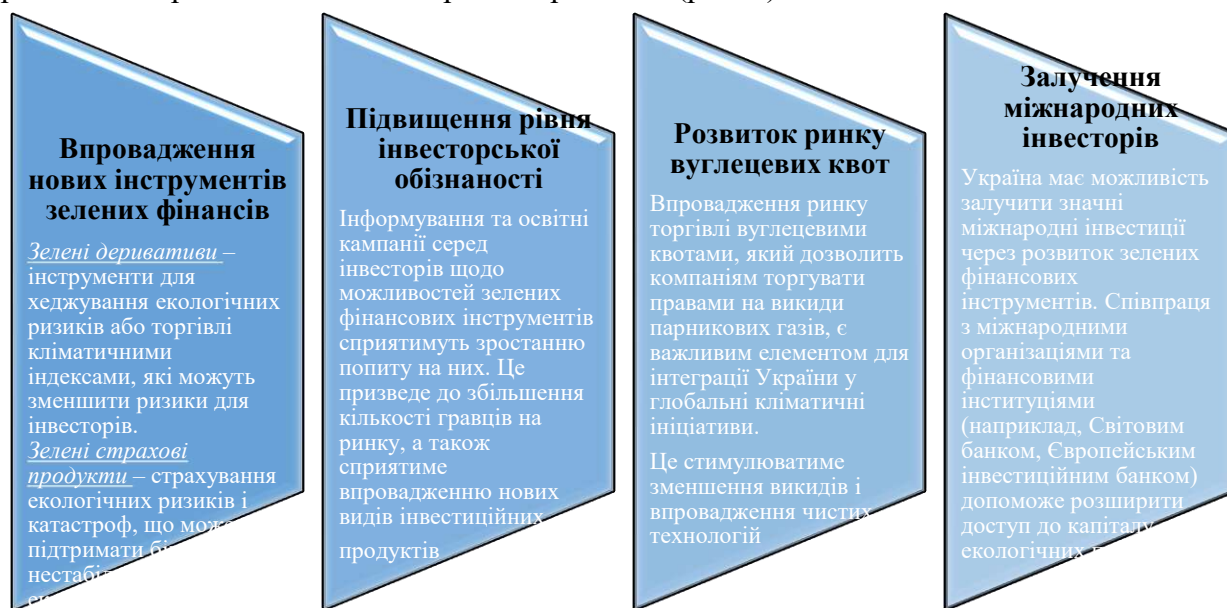 Впровадження
нових інструментів
зелених фінансів
Зелені деривативи –
інструменти для
хеджування екологічних
ризиків або торгівлі
кліматичними
індексами, які можуть
зменшити ризики для
інвесторів.
Зелені страхові
продукти – страхування
екологічних ризиків і
катастроф, що
підтримати
Підвищення рівня
інвесторської
обізнаності
Інформування та освітні
кампанії серед
інвесторів щодо
можливостей зелених
фінансових інструментів
сприятимуть зростанню
попиту на них. Це
призведе до збільшення
кількості гравців на
ринку, а також
сприятиме
впровадженню нових
видів інвестиційних
продуктів
Розвиток ринку
вуглецевих квот
Впровадження ринку
торгівлі вуглецевими
квотами, який дозволить
компаніям торгувати
правами на викиди
парникових газів, є
важливим елементом для
інтеграції України у
глобальні кліматичні
ініціативи.
Це стимулюватиме
зменшення викидів і
впровадження чистих
технологій
Залучення
міжнародних
інвесторів
Україна має можливість
залучити значні
міжнародні інвестиції
через розвиток зелених
фінансових
інструментів. Співпраця
з міжнародними
організаціями та
фінансовими
інституціями
(наприклад, Світовим
банком, Європейським
інвестиційним банком)
допоможе розширити
доступ до капіталу
екологічних